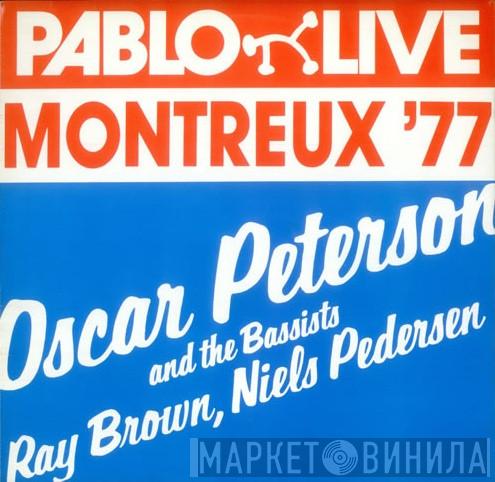 PABLO LIVE
MONTREUX '77
Oscar Peterson
and the Bassists
Ray Brown, Niels Pedersen
МАРКЕТ ВИНИЛА